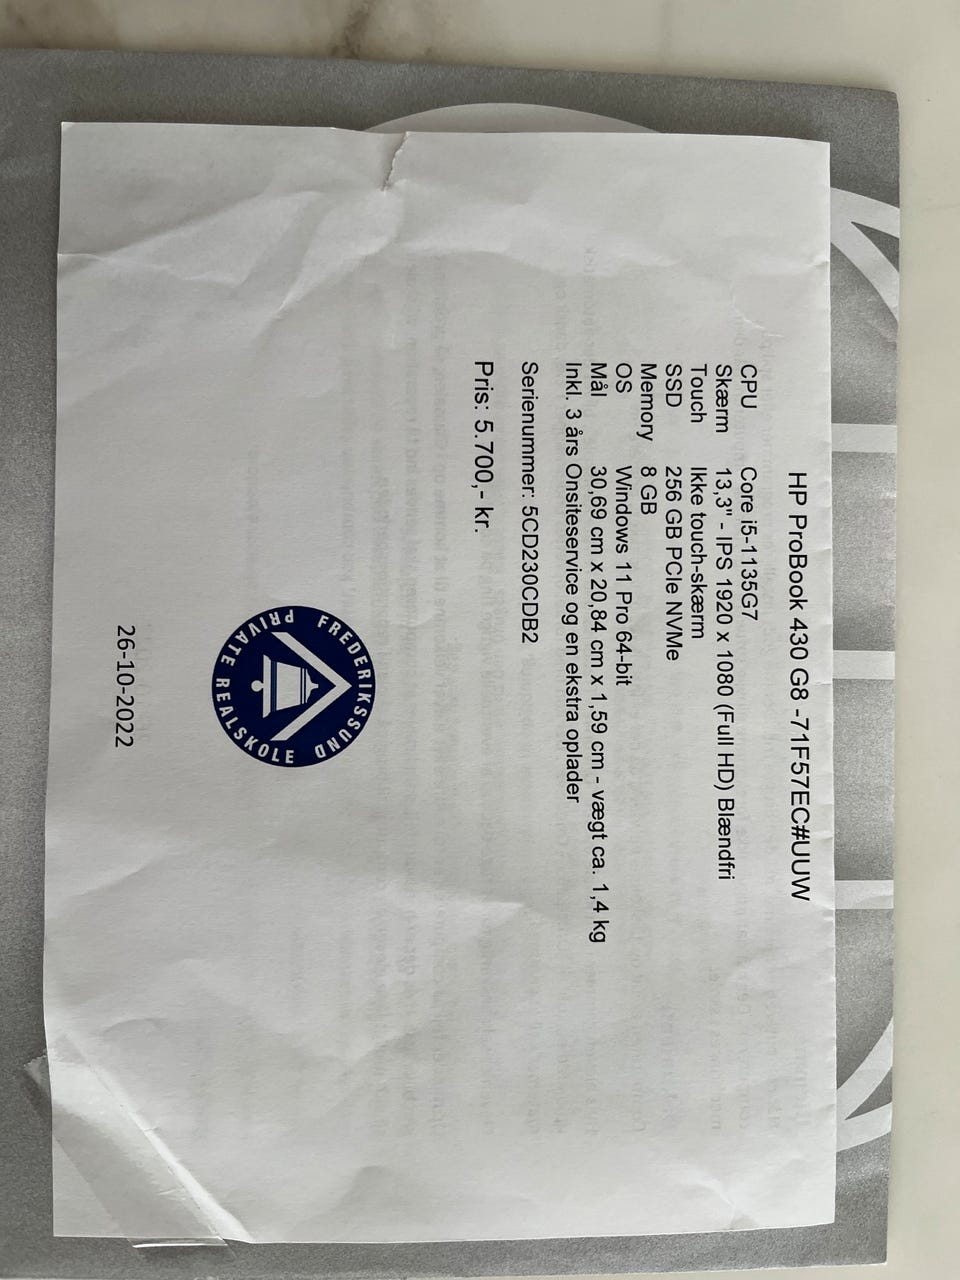 HP ProBook 430 G8 -71F57EC#UUW
CPU Core i5-1135G7
Skærm 13,3" - IPS 1920 x 1080 (Full HD) Blændfri
Touch Ikke touch-skærm
SSD 256 GB PCIe NVMe
Memory 8 GB
OS Windows 11 Pro 64-bit
Mål 30,69 cm x 20,84 cm x 1,59 cm - vægt ca. 1,4 kg
Inkl. 3 års Onsiteservice og en ekstra oplader
Serienummer: 5CD230CDB2
Pris: 5.700,- kr.
FREDERIKSSUND
PRIVATE REALSKOLE
26-10-2022